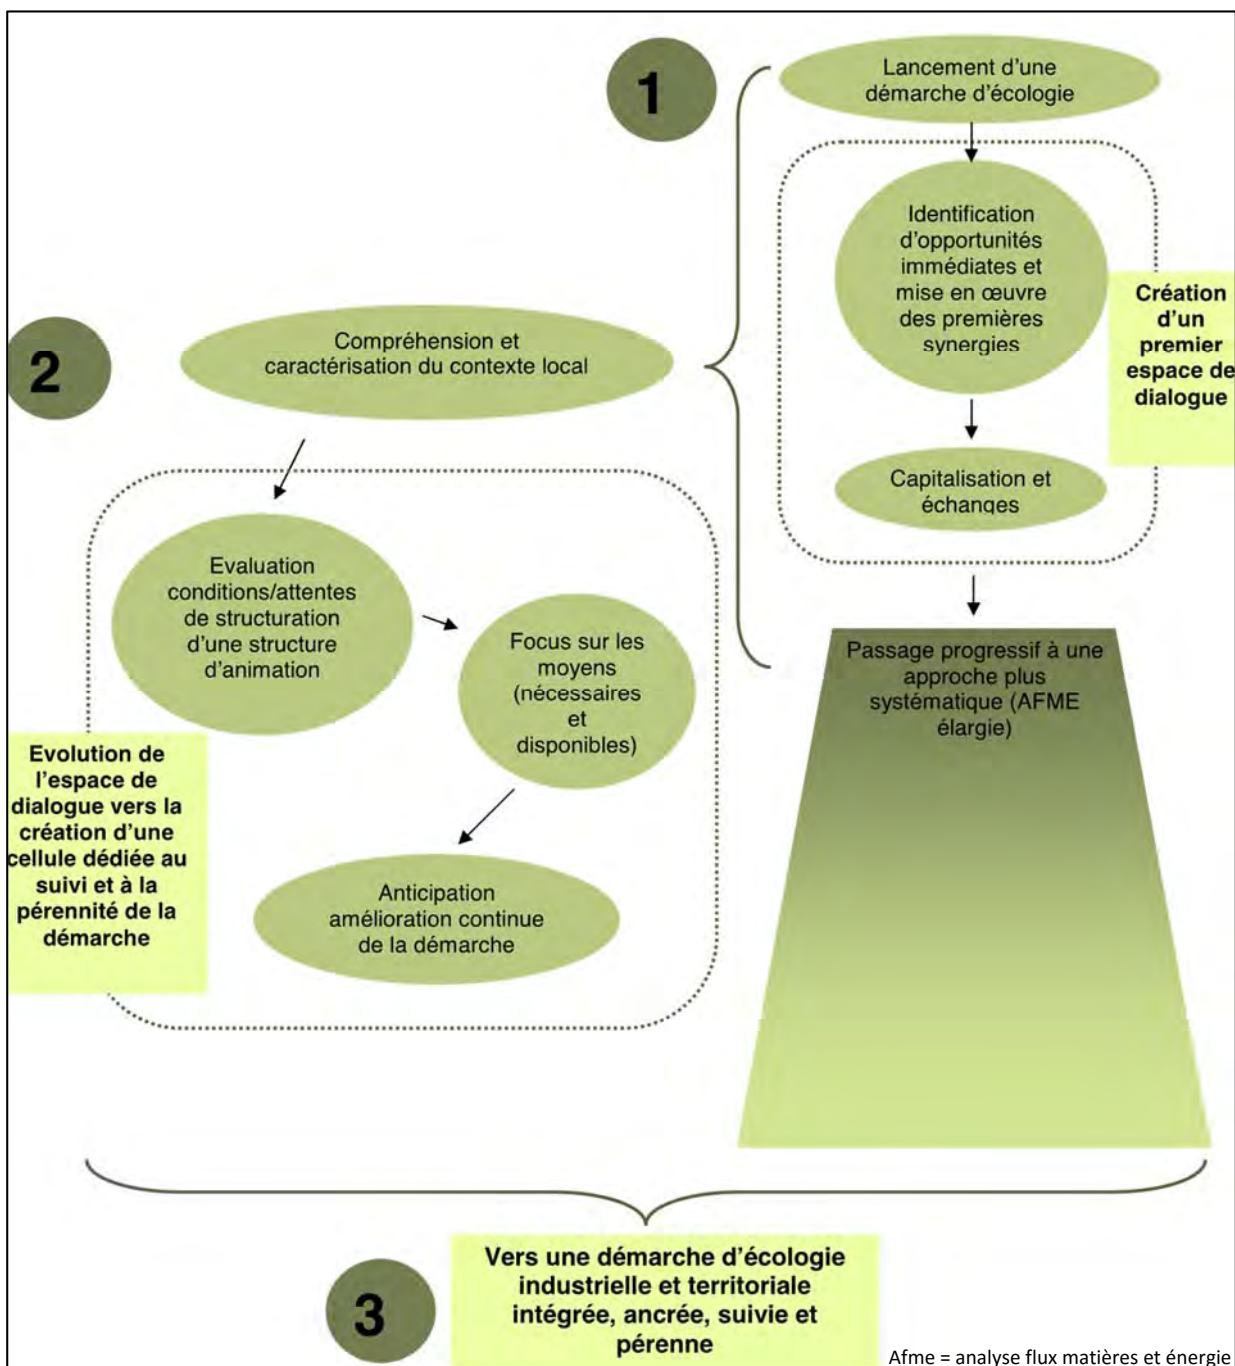 1
Lancement d'une
démarche d'écologie
Identification
d'opportunités
immédiates et
mise en œuvre
des premières
synergies
Création
d'un
premier
espace de
dialogue
Capitalisation et
échanges
Passage progressif à une
approche plus
systématique (AFME
élargie)
2
Compréhension et
caractérisation du contexte local
Evaluation
conditions/attentes
de structuration
d'une structure
d'animation
Focus sur les
moyens
(nécessaires
et
disponibles)
Anticipation
amélioration continue
de la démarche
Evolution de
l'espace de
dialogue vers la
création d'une
cellule dédiée au
suivi et à la
pérennité de la
démarche
3
Vers une démarche d'écologie
industrielle et territoriale
intégrée, ancrée, suivie et
pérenne
Afme = analyse flux matières et énergie